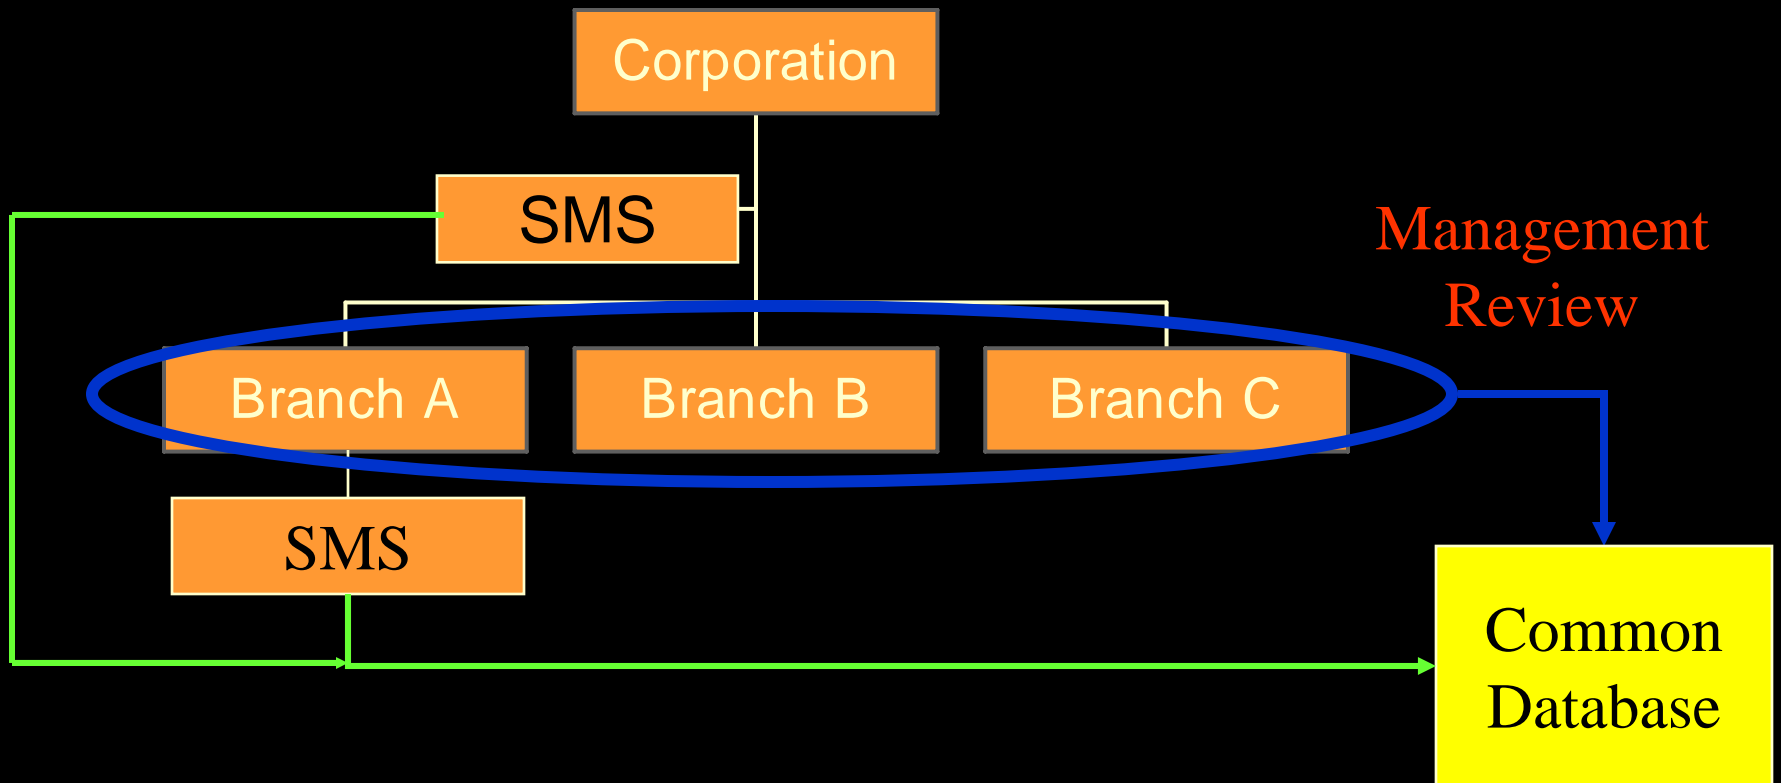 Corporation
SMS
Management
Review
Branch A
Branch B
Branch C
SMS
Common
Database